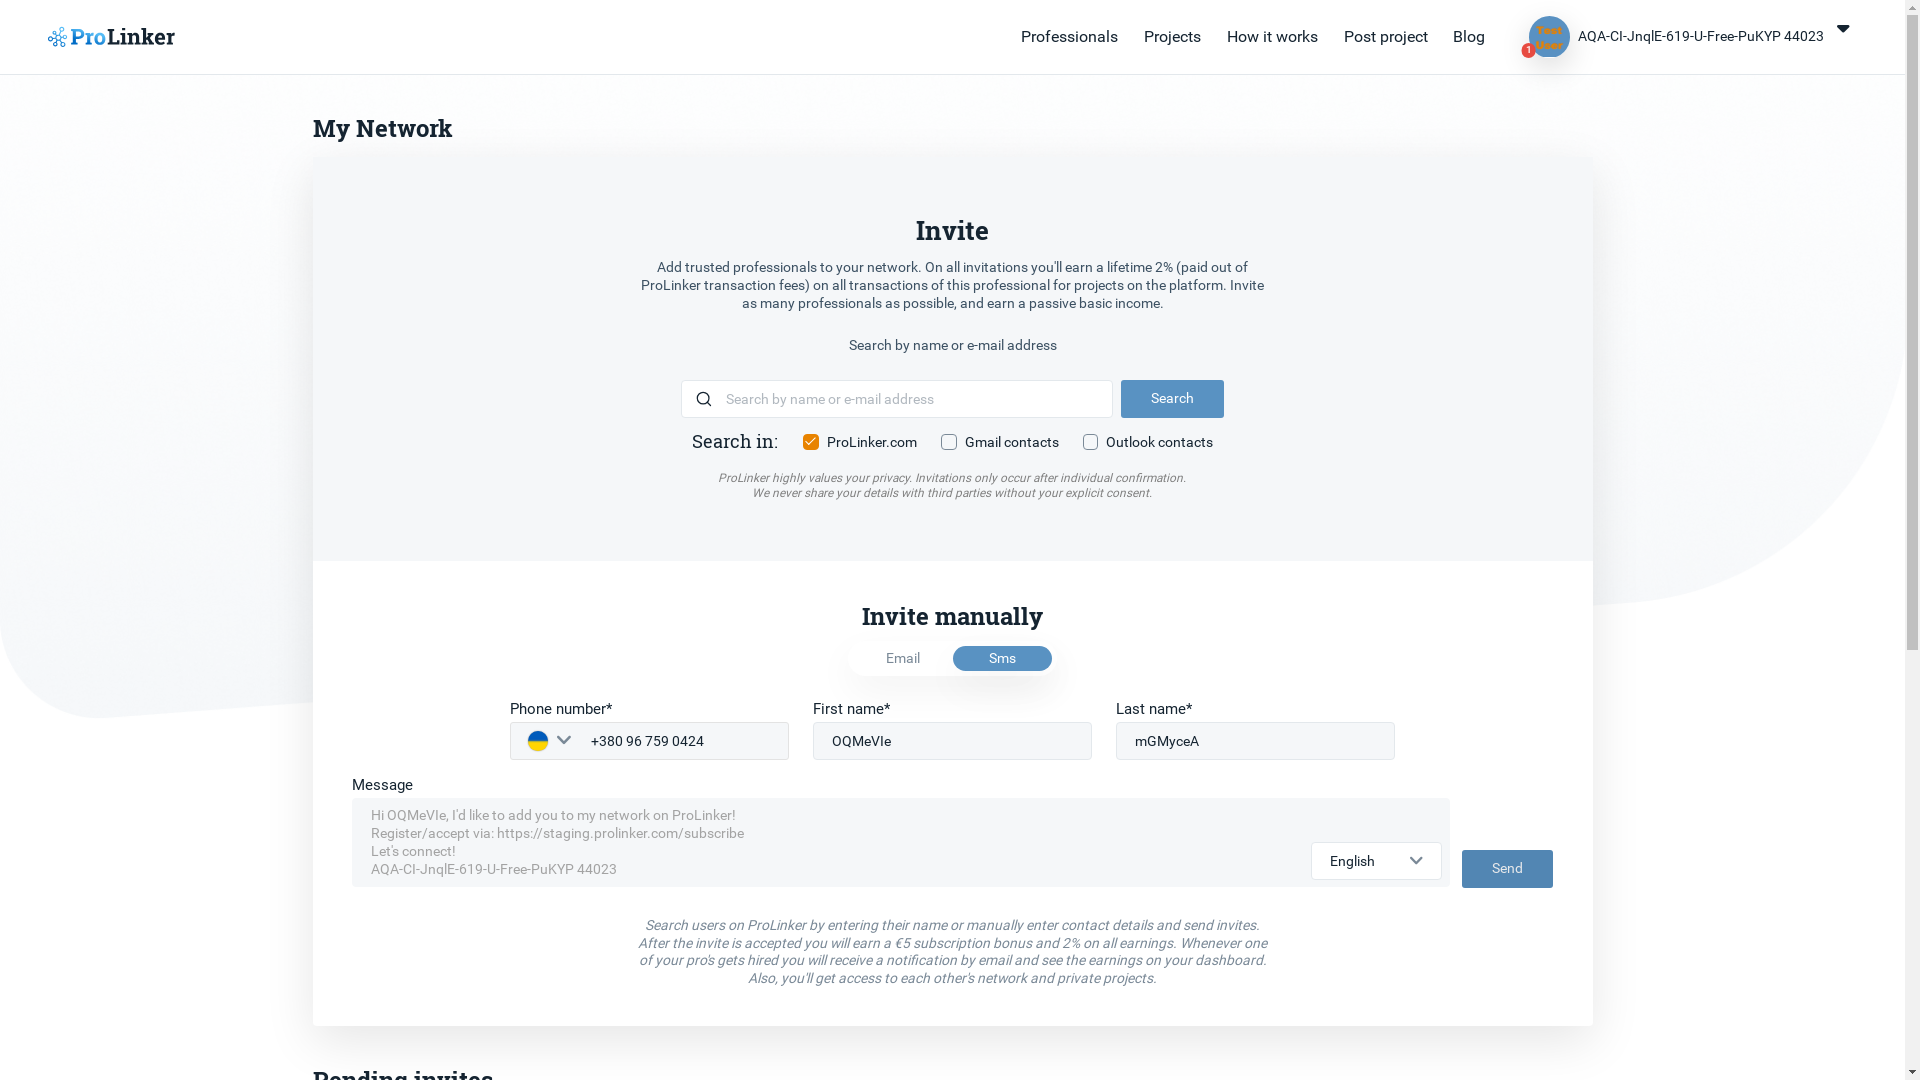 ProLinker
Professionals
Projects
How it works
Post project
Blog
Test
User
1
AQA-CI-JnqlE-619-U-Free-PuKYP 44023
My Network
Invite
Add trusted professionals to your network. On all invitations you'll earn a lifetime 2% (paid out of
ProLinker transaction fees) on all transactions of this professional for projects on the platform. Invite
as many professionals as possible, and earn a passive basic income.
Search by name or e-mail address
Search by name or e-mail address
Search
Search in:
ProLinker.com
Gmail contacts
Outlook contacts
ProLinker highly values your privacy. Invitations only occur after individual confirmation.
We never share your details with third parties without your explicit consent.
Invite manually
Email
Sms
Phone number*
First name*
Last name*
+380 96 759 0424
OQMeVIe
mGMyceA
Message
Hi OQMeVIe, I'd like to add you to my network on ProLinker!
Register/accept via: https://staging.prolinker.com/subscribe
Let's connect!
AQA-CI-JnqlE-619-U-Free-PuKYP 44023
English
Send
Search users on ProLinker by entering their name or manually enter contact details and send invites.
After the invite is accepted you will earn a €5 subscription bonus and 2% on all earnings. Whenever one
of your pro's gets hired you will receive a notification by email and see the earnings on your dashboard.
Also, you'll get access to each other's network and private projects.
Pending invites